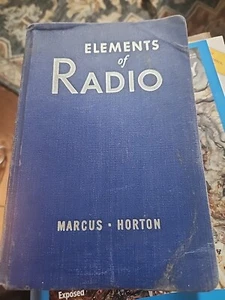 ELEMENTS
of
RADIO
MARCUS • HORTON
Exposed